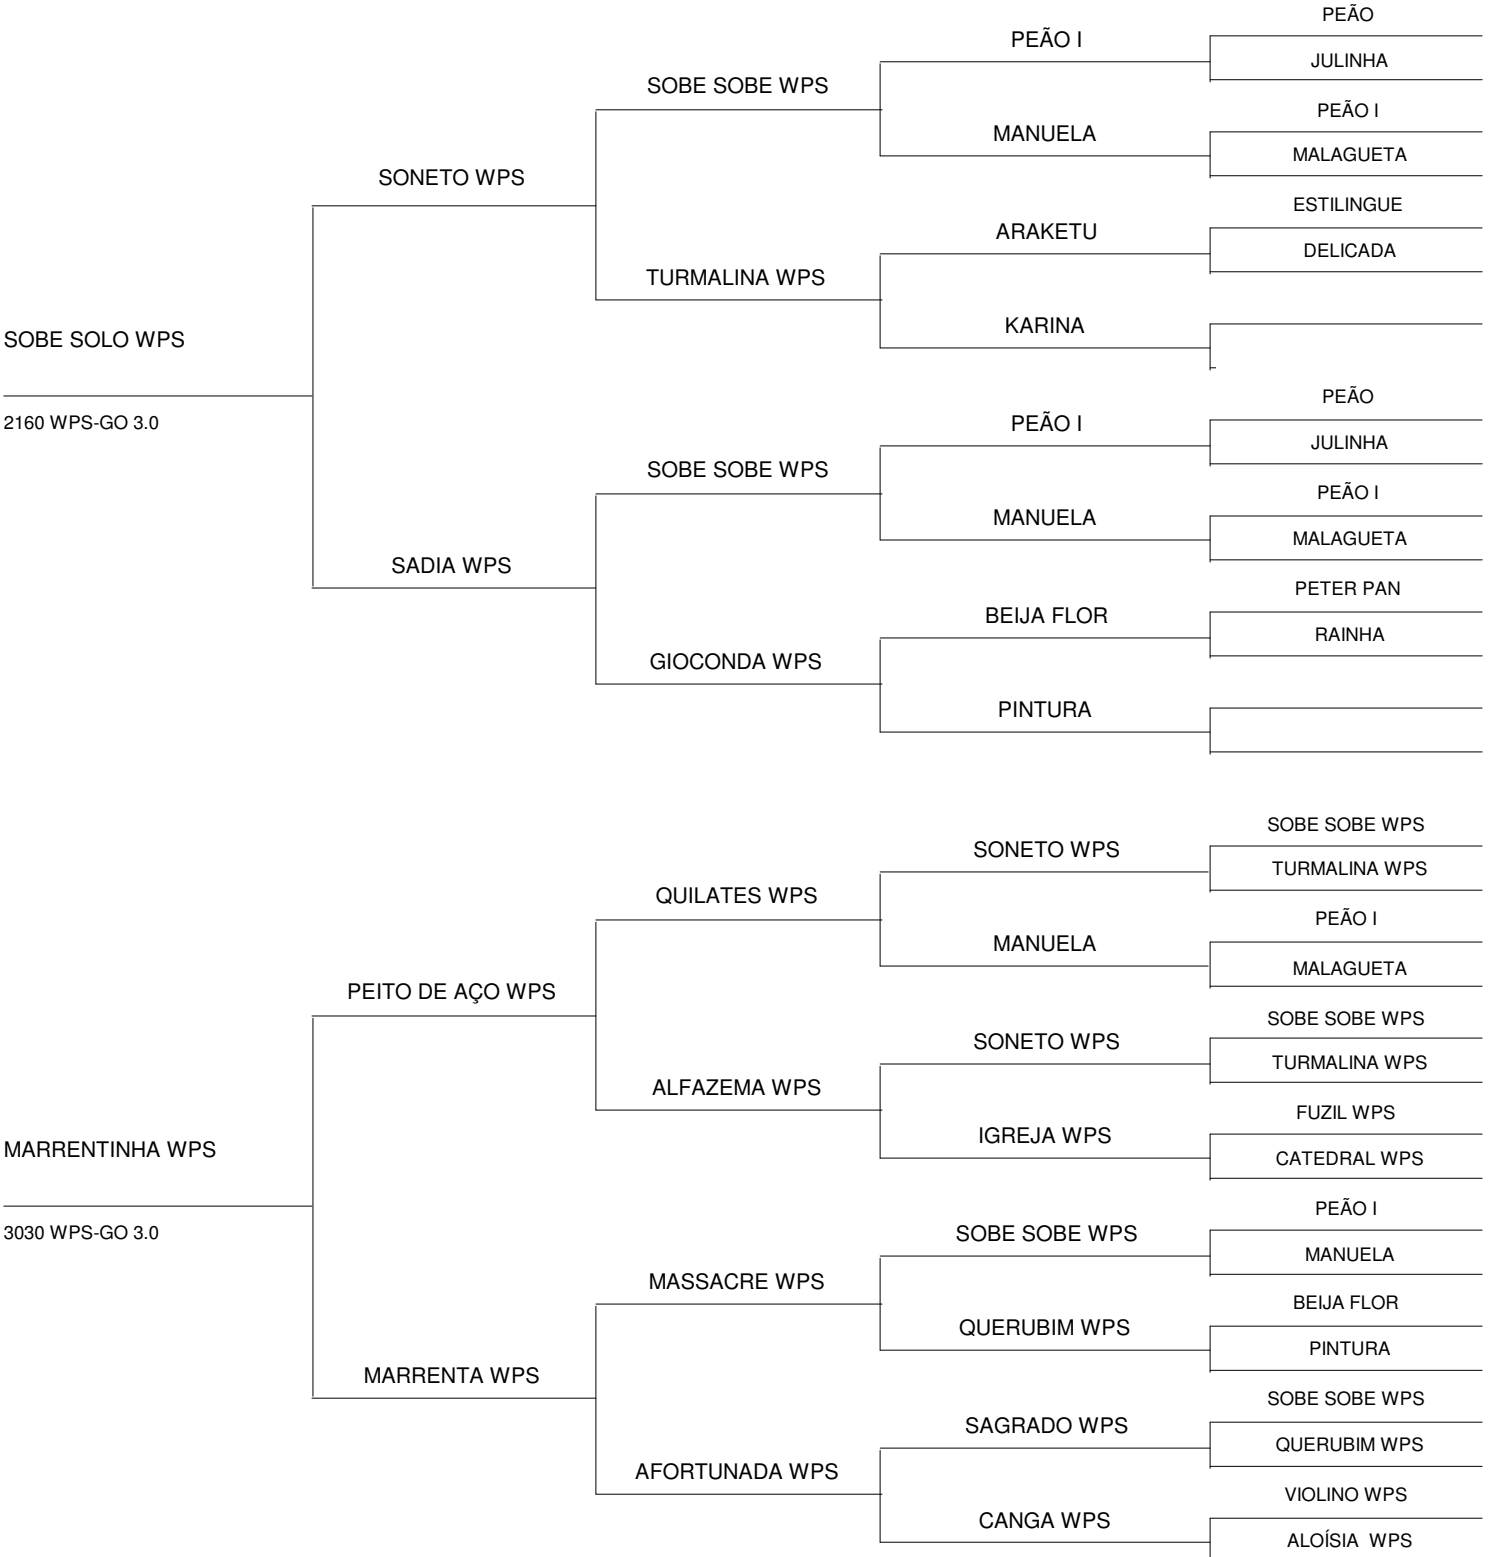 PEÃO
PEÃO I
JULINHA
SOBE SOBE WPS
PEÃO I
MANUELA
MALAGUETA
SONETO WPS
ESTILINGUE
ARAKETU
DELICADA
TURMALINA WPS
KARINA
SOBE SOLO WPS
PEÃO
2160 WPS-GO 3.0
PEÃO I
JULINHA
SOBE SOBE WPS
PEÃO I
MANUELA
MALAGUETA
SADIA WPS
PETER PAN
BEIJA FLOR
RAINHA
GIOCONDA WPS
PINTURA
SOBE SOBE WPS
SONETO WPS
TURMALINA WPS
QUILATES WPS
PEÃO I
MANUELA
MALAGUETA
PEITO DE AÇO WPS
SOBE SOBE WPS
SONETO WPS
TURMALINA WPS
ALFAZEMA WPS
FUZIL WPS
IGREJA WPS
CATEDRAL WPS
MARRENTINHA WPS
PEÃO I
3030 WPS-GO 3.0
SOBE SOBE WPS
MANUELA
MASSACRE WPS
BEIJA FLOR
QUERUBIM WPS
PINTURA
MARRENTA WPS
SOBE SOBE WPS
SAGRADO WPS
QUERUBIM WPS
AFORTUNADA WPS
VIOLINO WPS
CANGA WPS
ALOÍSIA WPS